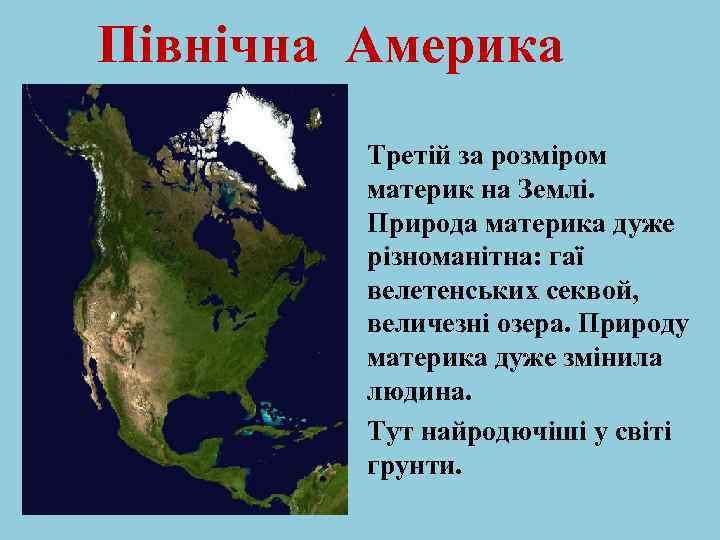 Північна Америка
Третій за розміром
материк на Землі.
Природа материка дуже
різноманітна: гаї
велетенських секвой,
величезні озера. Природу
материка дуже змінила
людина.
Тут найродючіші у світі
грунти.